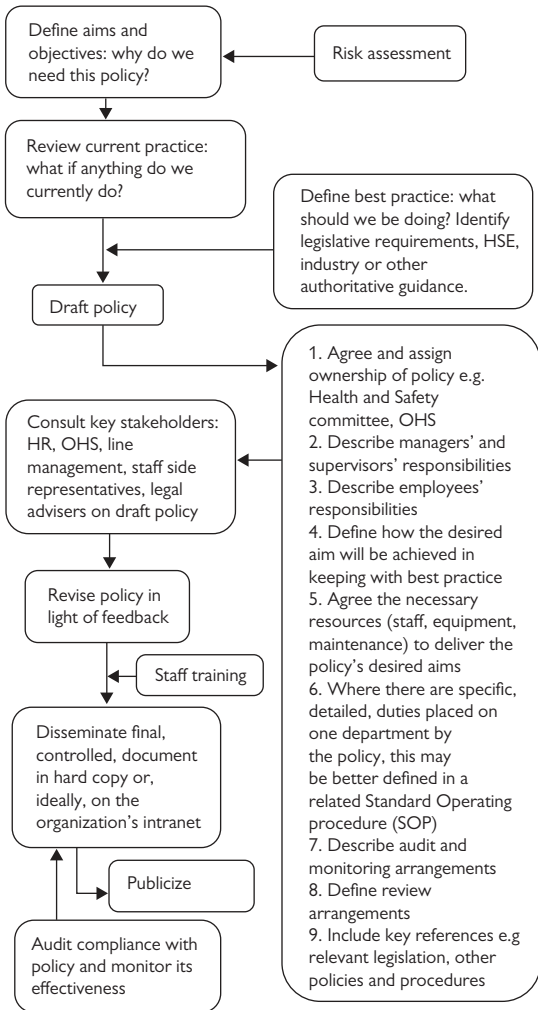 Define aims and
objectives: why do we
need this policy?
Risk assessment
Review current practice:
what if anything do we
currently do?
Define best practice: what
should we be doing? Identify
legislative requirements, HSE,
industry or other
authoritative guidance.
Draft policy
1. Agree and assign
ownership of policy e.g.
Health and Safety
committee, OHS
2. Describe managers' and
supervisors' responsibilities
3. Describe employees'
responsibilities
4. Define how the desired
aim will be achieved in
keeping with best practice
5. Agree the necessary
resources (staff, equipment,
maintenance) to deliver the
policy's desired aims
6. Where there are specific,
detailed, duties placed on
one department by
the policy, this may
be better defined in a
related Standard Operating
procedure (SOP)
7. Describe audit and
monitoring arrangements
8. Define review
arrangements
9. Include key references e.g
relevant legislation, other
policies and procedures
Consult key stakeholders:
HR, OHS, line
management, staff side
representatives, legal
advisers on draft policy
Revise policy in
light of feedback
Staff training
Disseminate final,
controlled, document
in hard copy or,
ideally, on the
organization's intranet
Publicize
Audit compliance with
policy and monitor its
effectiveness